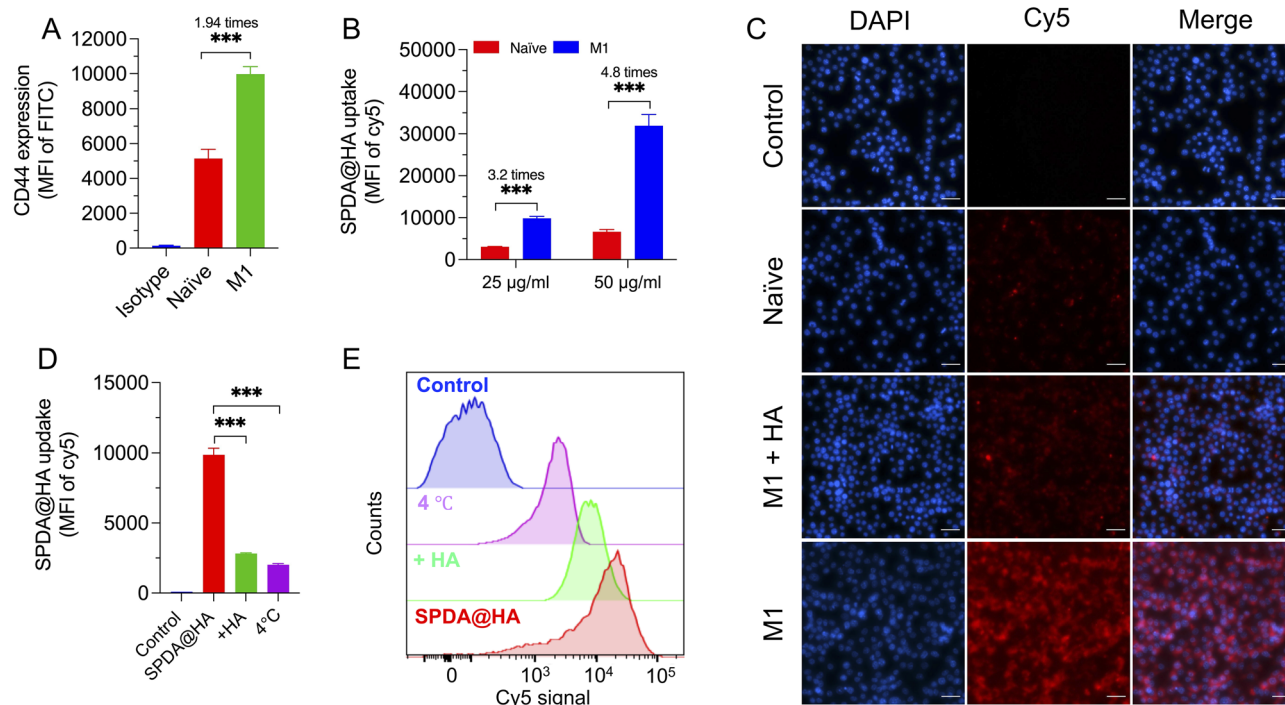 A
1.94 times
***
CD44 expression
(MFI of FITC)
12000
10000
8000
6000
4000
2000
0
Isotype
Naïve
M1
B
Naïve
M1
SPDA@HA uptake
(MFI of cy5)
50000
40000
30000
20000
10000
0
3.2 times
***
4.8 times
***
25 µg/ml
50 µg/ml
C
DAPI
Cy5
Merge
Control
Naïve
M1 + HA
M1
D
SPDA@HA updake
(MFI of cy5)
15000
10000
5000
0
***
***
Control
SPDA@HA
+HA
4°C
E
Counts
Control
4 °C
+ HA
SPDA@HA
0
10³
10⁴
10⁵
Cy5 signal